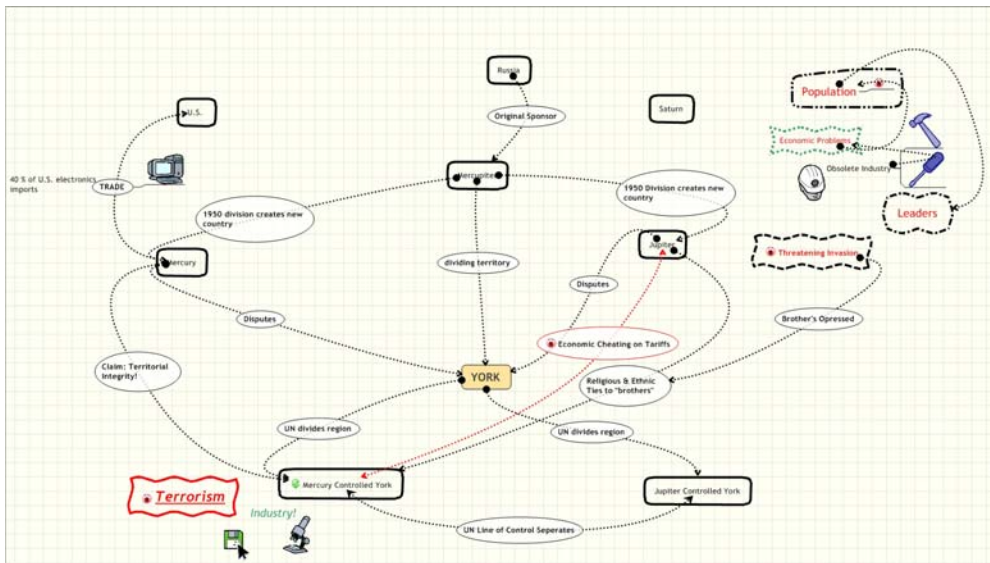 Russia
Original Sponsor
U.S.
Saturn
Population
Economic Problems
Obsolete Industry
Leaders
40 % of U.S. electronics
imports
TRADE
Mercupiter
1950 division creates new
country
1950 Division creates new
country
Mercury
dividing territory
Jupiter
Threatening Invasion
Disputes
Disputes
Brother's Opressed
Economic Cheating on Tariffs
Claim: Territorial
Integrity!
YORK
Religious & Ethnic
Ties to "brothers"
UN divides region
UN divides region
Mercury Controlled York
Jupiter Controlled York
Terrorism
Industry!
UN Line of Control Seperates